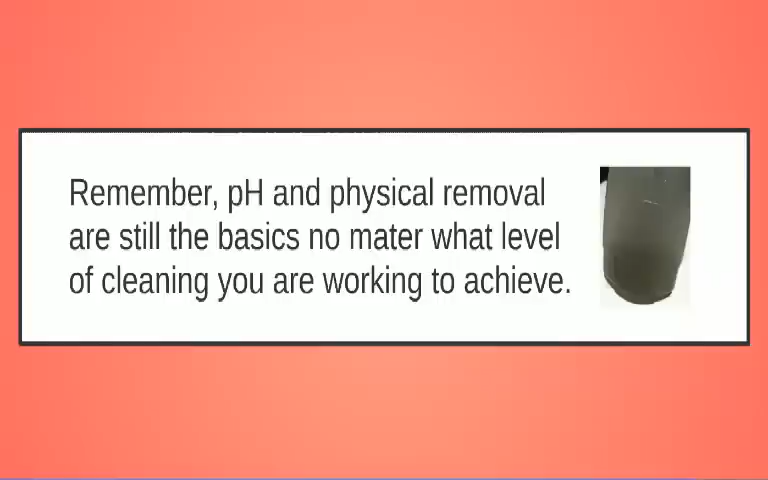 Remember, pH and physical removal
are still the basics no mater what level
of cleaning you are working to achieve.